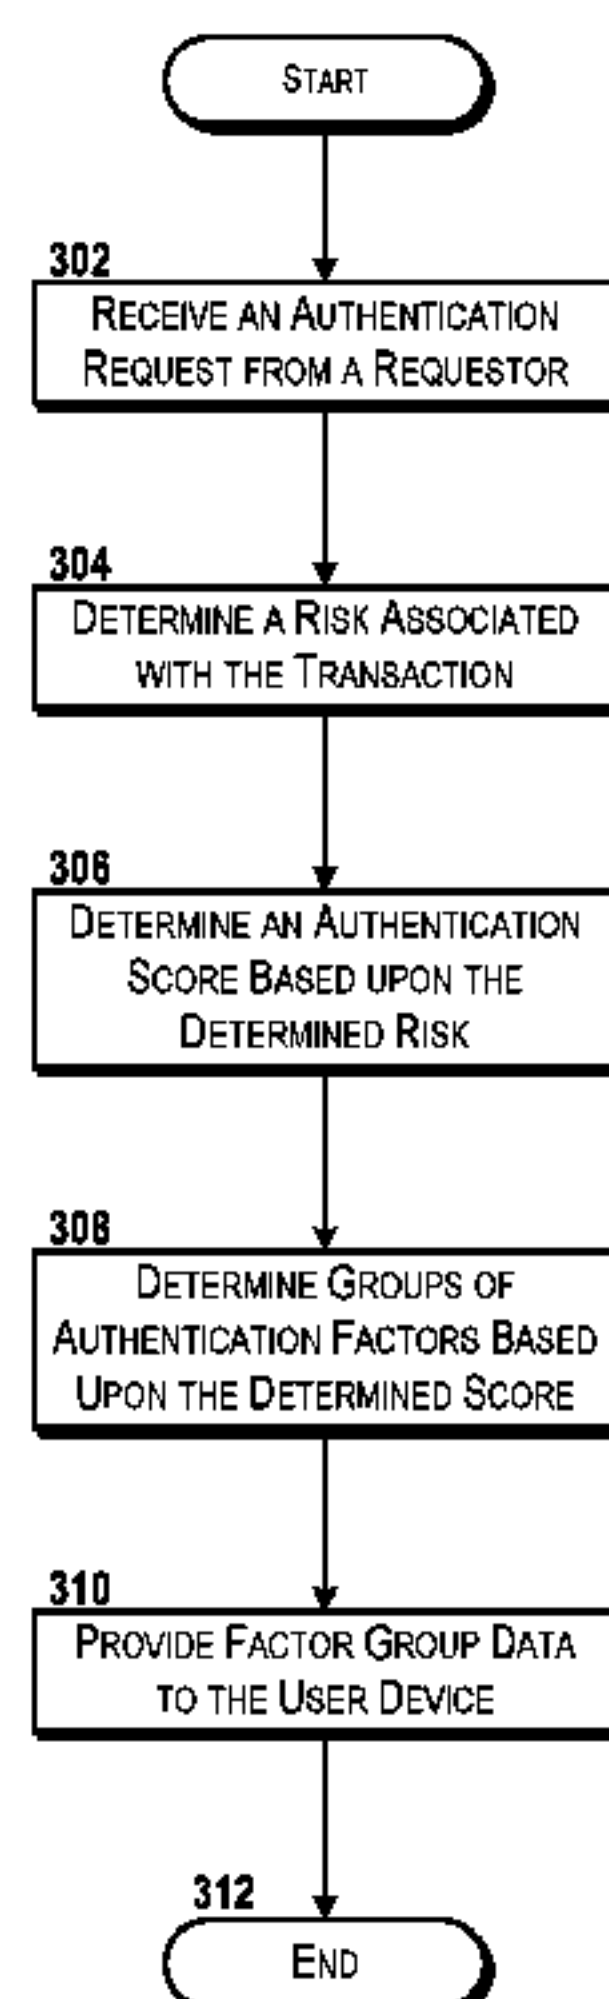 START
302
RECEIVE AN AUTHENTICATION
REQUEST FROM A REQUESTOR
304
DETERMINE A RISK ASSOCIATED
WITH THE TRANSACTION
306
DETERMINE AN AUTHENTICATION
SCORE BASED UPON THE
DETERMINED RISK
308
DETERMINE GROUPS OF
AUTHENTICATION FACTORS BASED
UPON THE DETERMINED SCORE
310
PROVIDE FACTOR GROUP DATA
TO THE USER DEVICE
312
END